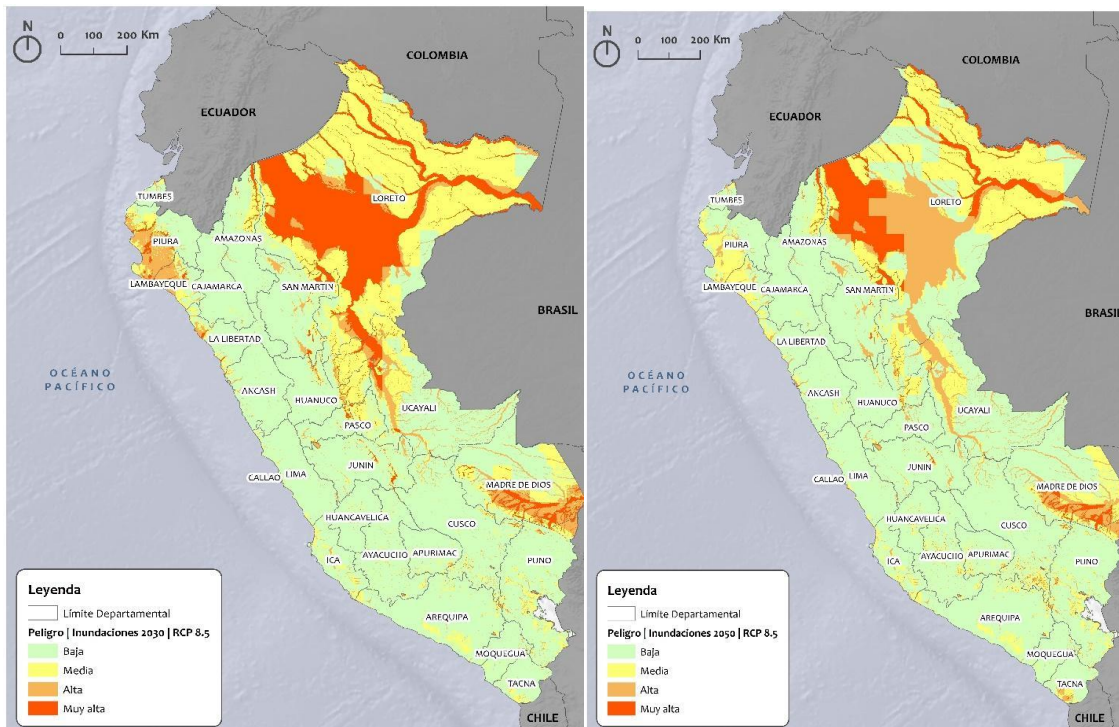 N
0 100 200 Km
COLOMBIA
ECUADOR
TUMBES
LORETO
PIURA
AMAZONAS
LAMBAYEQUE
CAJAMARCA
SAN MARTIN
BRASIL
LA LIBERTAD
OCÉANO
PACÍFICO
ANCASH
HUANUCO
UCAYALI
PASCO
JUNIN
CALLAO
LIMA
MADRE DE DIOS
HUANCAVELICA
CUSCO
ICA
AYACUCHO
APURIMAC
PUNO
AREQUIPA
MOQUEGUA
TACNA
CHILE
Leyenda
Límite Departamental
Peligro | Inundaciones 2030 | RCP 8.5
Baja
Media
Alta
Muy alta
N
0 100 200 Km
COLOMBIA
ECUADOR
TUMBES
LORETO
PIURA
AMAZONAS
LAMBAYEQUE
CAJAMARCA
SAN MARTIN
BRASIL
LA LIBERTAD
OCÉANO
PACÍFICO
ANCASH
HUANUCO
UCAYALI
PASCO
JUNIN
CALLAO
LIMA
MADRE DE DIOS
HUANCAVELICA
CUSCO
ICA
AYACUCHO
APURIMAC
PUNO
AREQUIPA
MOQUEGUA
TACNA
CHILE
Leyenda
Límite Departamental
Peligro | Inundaciones 2050 | RCP 8.5
Baja
Media
Alta
Muy alta